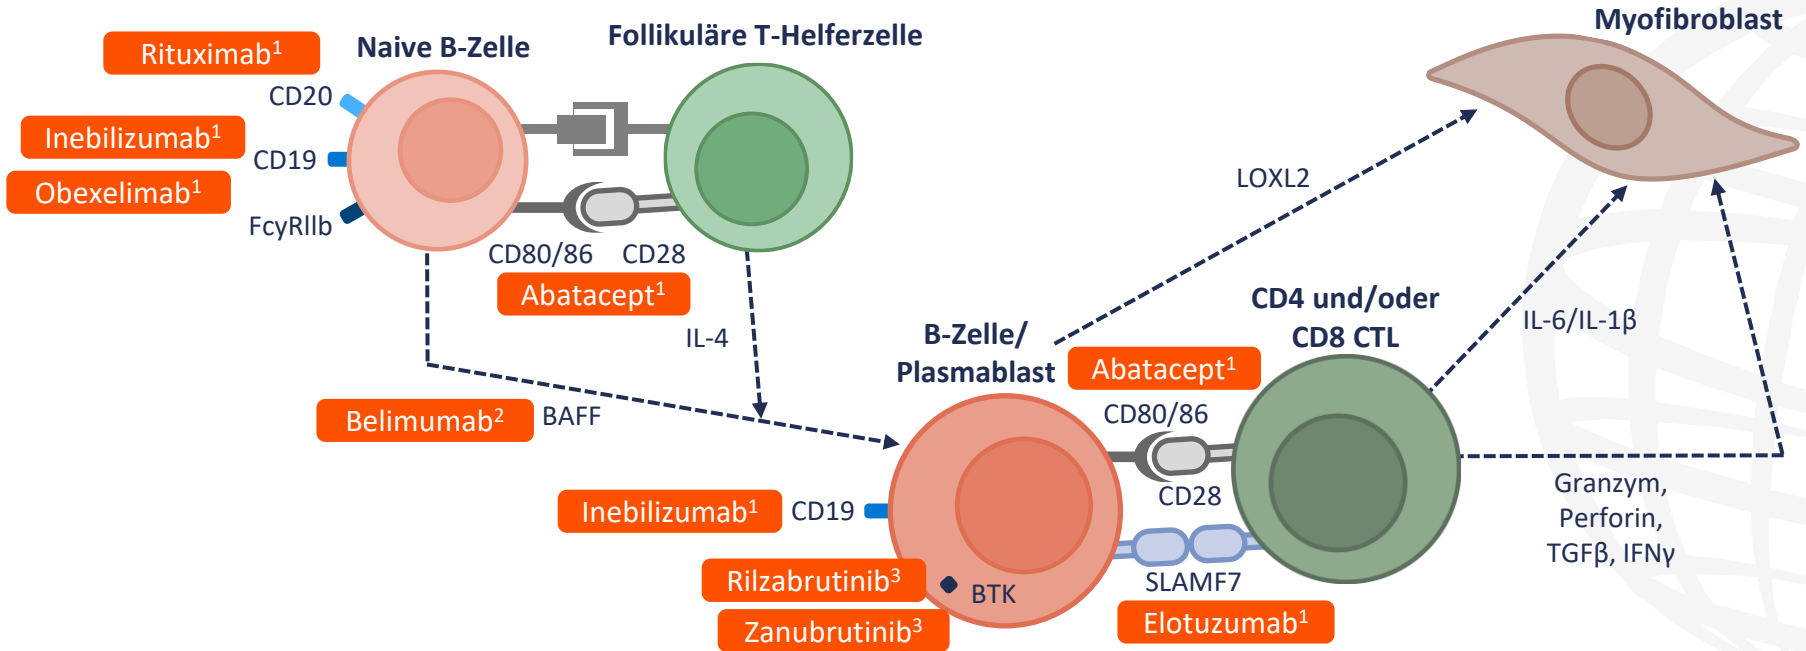 Myofibroblast
Rituximab¹
Naive B-Zelle
Follikuläre T-Helferzelle
CD20
Inebilizumab¹
CD19
Obexelimab¹
FcyRIIb
CD80/86
CD28
Abatacept¹
IL-4
LOXL2
Belimumab²
BAFF
B-Zelle/
Plasmablast
CD4 und/oder
CD8 CTL
IL-6/IL-1β
Abatacept¹
CD80/86
CD28
Inebilizumab¹
CD19
Granzym,
Perforin,
TGFβ, IFNγ
Rilzabrutinib³
BTK
Zanubrutinib³
SLAMF7
Elotuzumab¹